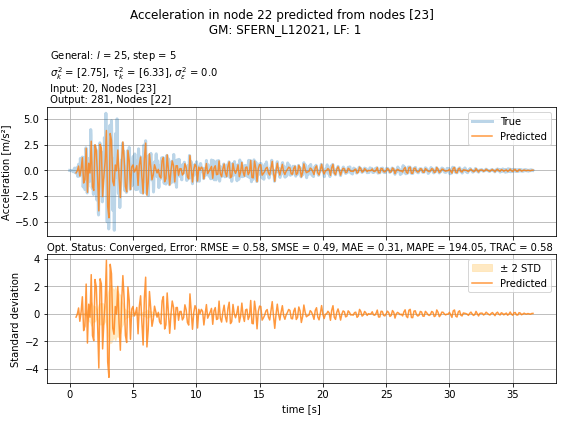 Acceleration in node 22 predicted from nodes [23]
GM: SFERN_L12021, LF: 1
General: l = 25, step = 5
σ²ₖ = [2.75], τ²ₖ = [6.33], σ²ε = 0.0
Input: 20, Nodes [23]
Output: 281, Nodes [22]
Acceleration [m/s²]
5.0
2.5
0.0
−2.5
−5.0
True
Predicted
Opt. Status: Converged, Error: RMSE = 0.58, SMSE = 0.49, MAE = 0.31, MAPE = 194.05, TRAC = 0.58
Standard deviation
4
2
0
−2
−4
± 2 STD
Predicted
0 5 10 15 20 25 30 35
time [s]